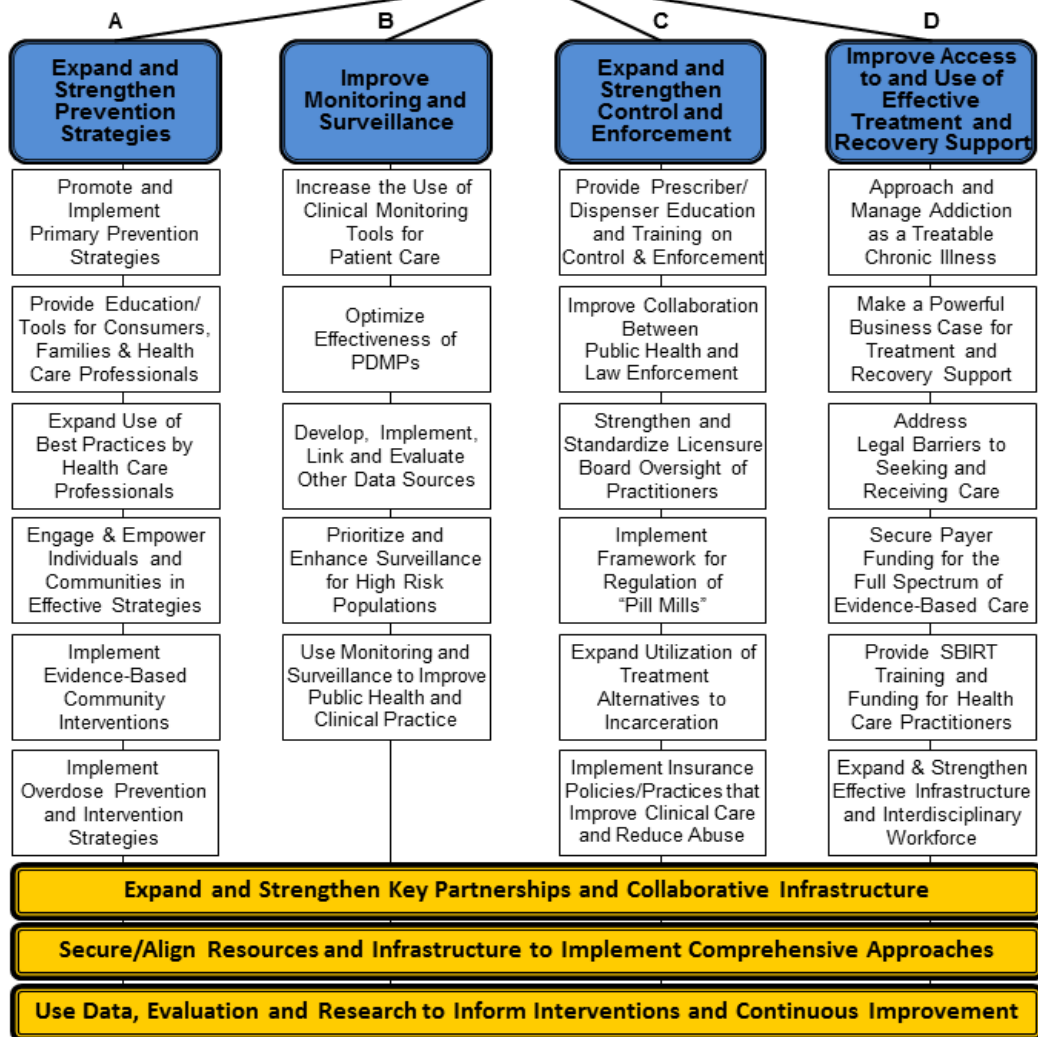 A
B
C
D
Expand and
Strengthen
Prevention
Strategies
Improve
Monitoring and
Surveillance
Expand and
Strengthen
Control and
Enforcement
Improve Access
to and Use of
Effective
Treatment and
Recovery Support
Promote and
Implement
Primary Prevention
Strategies
Increase the Use of
Clinical Monitoring
Tools for
Patient Care
Provide Prescriber/
Dispenser Education
and Training on
Control & Enforcement
Approach and
Manage Addiction
as a Treatable
Chronic Illness
Provide Education/
Tools for Consumers,
Families & Health
Care Professionals
Optimize
Effectiveness of
PDMPs
Improve Collaboration
Between
Public Health and
Law Enforcement
Make a Powerful
Business Case for
Treatment and
Recovery Support
Expand Use of
Best Practices by
Health Care
Professionals
Develop, Implement,
Link and Evaluate
Other Data Sources
Strengthen and
Standardize Licensure
Board Oversight of
Practitioners
Address
Legal Barriers to
Seeking and
Receiving Care
Engage & Empower
Individuals and
Communities in
Effective Strategies
Prioritize and
Enhance Surveillance
for High Risk
Populations
Implement
Framework for
Regulation of
“Pill Mills”
Secure Payer
Funding for the
Full Spectrum of
Evidence-Based Care
Implement
Evidence-Based
Community
Interventions
Use Monitoring and
Surveillance to Improve
Public Health and
Clinical Practice
Expand Utilization of
Treatment
Alternatives to
Incarceration
Provide SBIRT
Training and
Funding for Health
Care Practitioners
Implement
Overdose Prevention
and Intervention
Strategies
Implement Insurance
Policies/Practices that
Improve Clinical Care
and Reduce Abuse
Expand & Strengthen
Effective Infrastructure
and Interdisciplinary
Workforce
Expand and Strengthen Key Partnerships and Collaborative Infrastructure
Secure/Align Resources and Infrastructure to Implement Comprehensive Approaches
Use Data, Evaluation and Research to Inform Interventions and Continuous Improvement